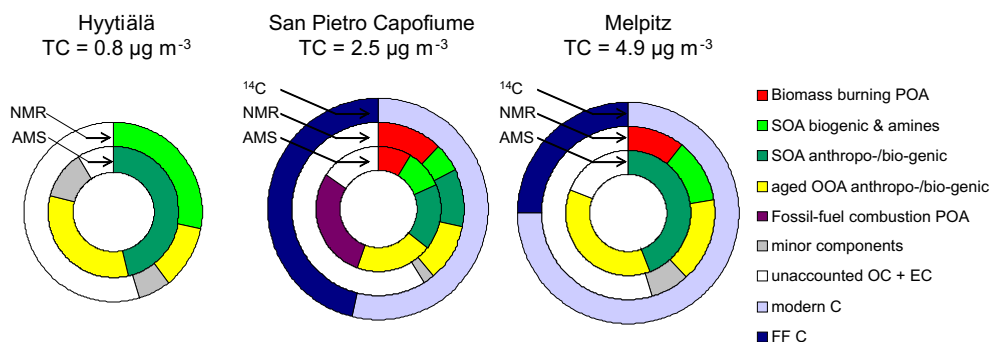 Hyytiälä
TC = 0.8 µg m-3
San Pietro Capofiume
TC = 2.5 µg m-3
Melpitz
TC = 4.9 µg m-3
NMR
AMS
14C
NMR
AMS
14C
NMR
AMS
Biomass burning POA
SOA biogenic & amines
SOA anthropo-/bio-genic
aged OOA anthropo-/bio-genic
Fossil-fuel combustion POA
minor components
unaccounted OC + EC
modern C
FF C